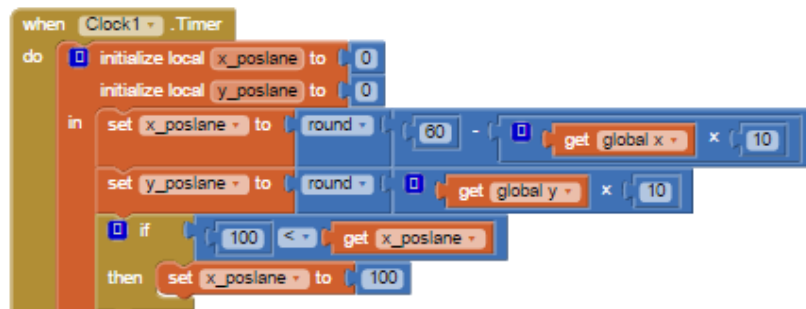 when Clock1 .Timer
do initialize local x_poslane to 0
initialize local y_poslane to 0
in set x_poslane to round 60 - get global x × 10
set y_poslane to round get global y × 10
if 100 < get x_poslane
then set x_poslane to 100